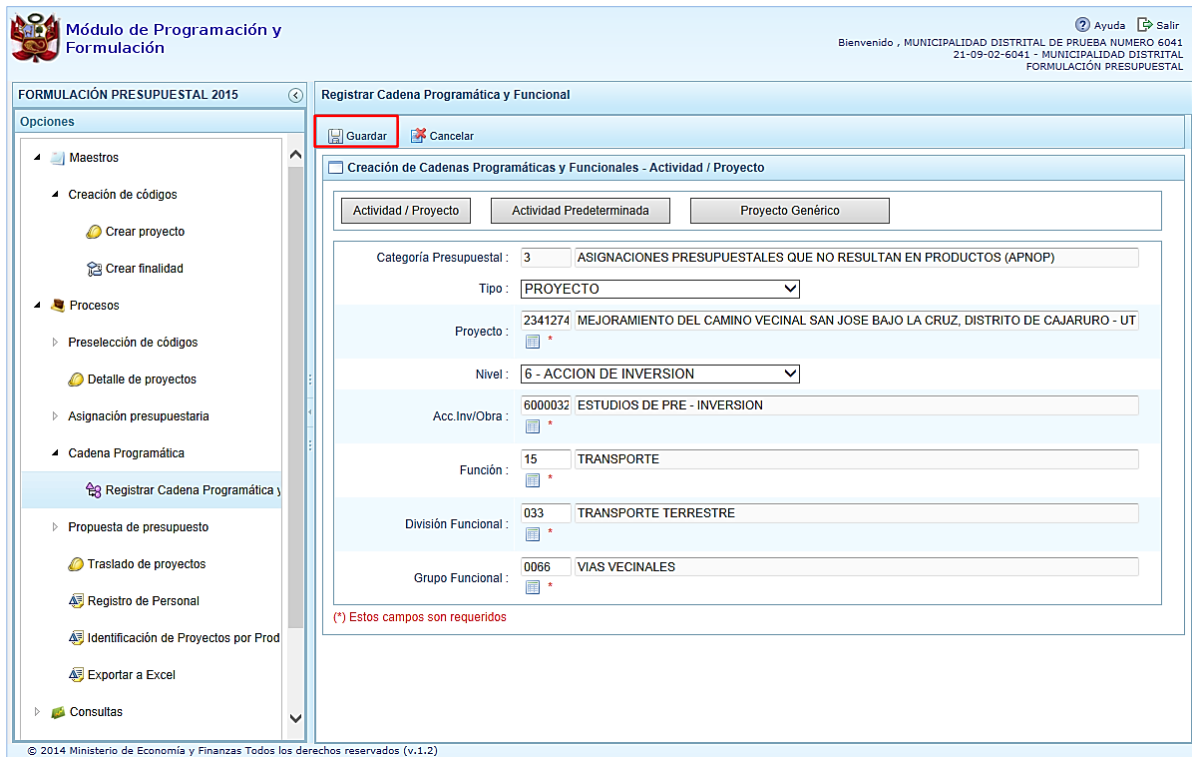 Módulo de Programación y
Formulación
Ayuda Salir
Bienvenido , MUNICIPALIDAD DISTRITAL DE PRUEBA NUMERO 6041
21-09-02-6041 - MUNICIPALIDAD DISTRITAL
FORMULACIÓN PRESUPUESTAL
FORMULACIÓN PRESUPUESTAL 2015
Opciones
Maestros
Creación de códigos
Crear proyecto
Crear finalidad
Procesos
Preselección de códigos
Detalle de proyectos
Asignación presupuestaria
Cadena Programática
Registrar Cadena Programática y
Propuesta de presupuesto
Traslado de proyectos
Registro de Personal
Identificación de Proyectos por Prod
Exportar a Excel
Consultas
Registrar Cadena Programática y Funcional
Guardar Cancelar
Creación de Cadenas Programáticas y Funcionales - Actividad / Proyecto
Actividad / Proyecto Actividad Predeterminada Proyecto Genérico
Categoría Presupuestal : 3 ASIGNACIONES PRESUPUESTALES QUE NO RESULTAN EN PRODUCTOS (APNOP)
Tipo : PROYECTO
Proyecto : 2341274 MEJORAMIENTO DEL CAMINO VECINAL SAN JOSE BAJO LA CRUZ, DISTRITO DE CAJARURO - UT
*
Nivel : 6 - ACCION DE INVERSION
Acc.Inv/Obra : 6000032 ESTUDIOS DE PRE - INVERSION
*
Función : 15 TRANSPORTE
*
División Funcional : 033 TRANSPORTE TERRESTRE
*
Grupo Funcional : 0066 VIAS VECINALES
*
(*) Estos campos son requeridos
© 2014 Ministerio de Economía y Finanzas Todos los derechos reservados (v.1.2)